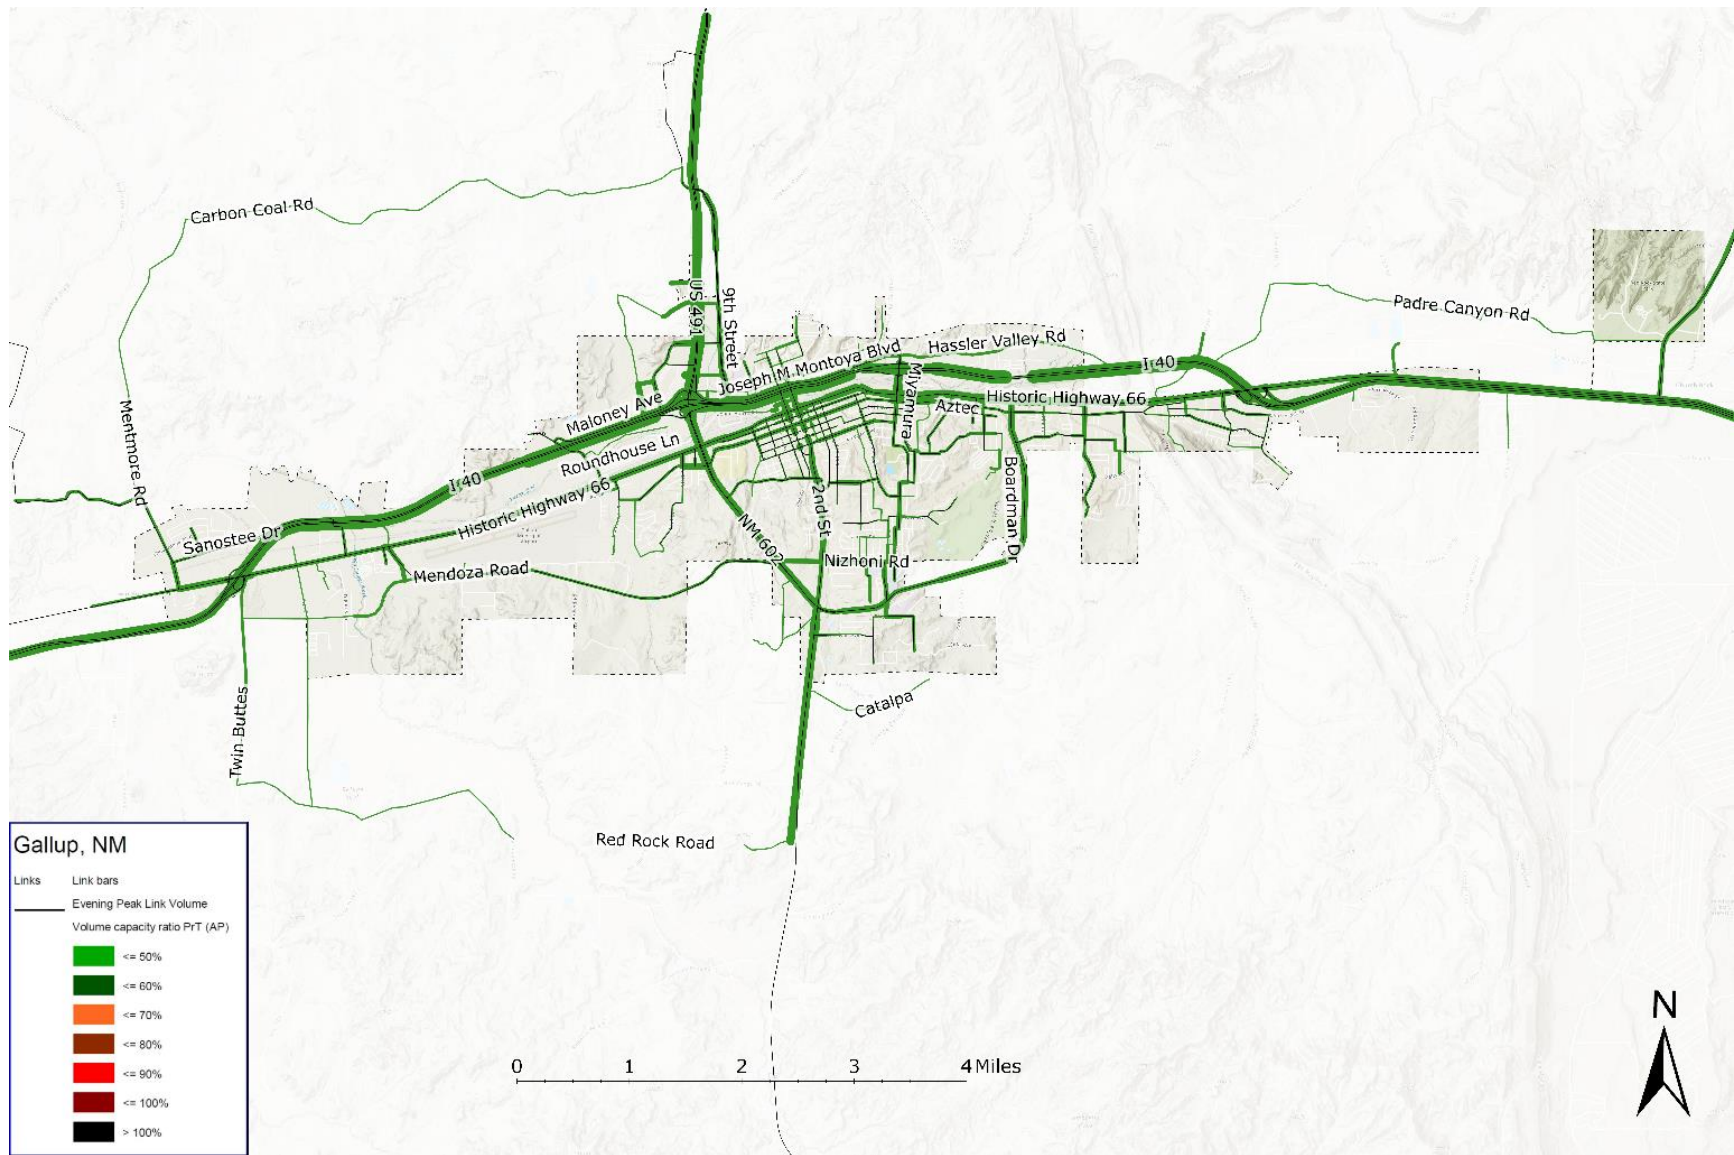 Carbon Coal Rd
US 491
9th Street
Padre Canyon Rd
Hassler Valley Rd
Joseph M Montoya Blvd
I 40
Miyamura
Historic Highway 66
Aztec
Maloney Ave
Mentmore Rd
Roundhouse Ln
I 40
Historic Highway 66
Boardman Dr
2nd St
NM 602
Sanostee Dr
Nizhoni Rd
Mendoza Road
Twin Buttes
Catalpa
Red Rock Road
Gallup, NM
Links Link bars
Evening Peak Link Volume
Volume capacity ratio PrT (AP)
<= 50%
<= 60%
<= 70%
<= 80%
<= 90%
<= 100%
> 100%
0 1 2 3 4 Miles
N